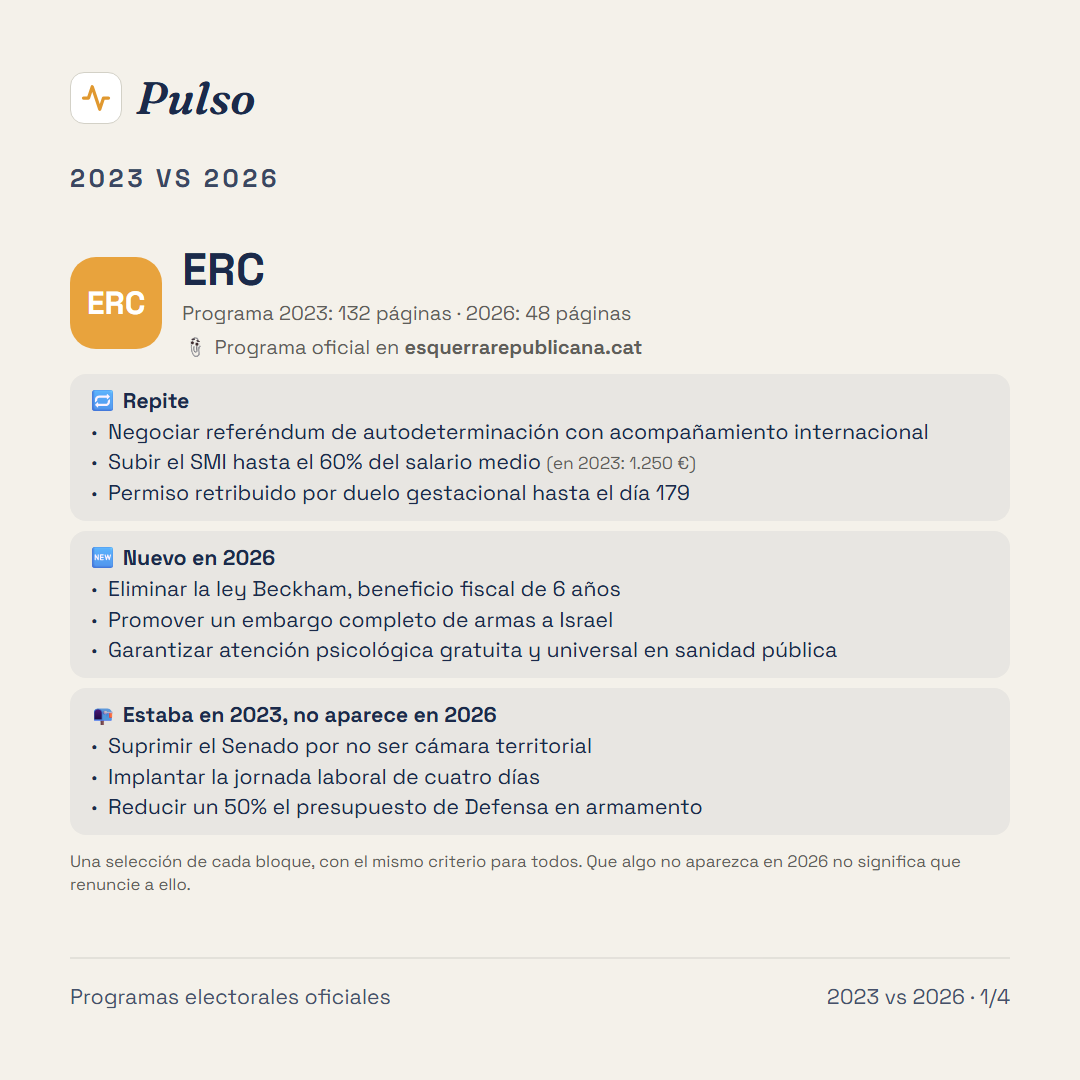 Pulso
2023 VS 2026
ERC
ERC
Programa 2023: 132 páginas · 2026: 48 páginas
Programa oficial en esquerrarepublicana.cat
Repite
• Negociar referéndum de autodeterminación con acompañamiento internacional
• Subir el SMI hasta el 60% del salario medio (en 2023: 1.250 €)
• Permiso retribuido por duelo gestacional hasta el día 179
NEW Nuevo en 2026
• Eliminar la ley Beckham, beneficio fiscal de 6 años
• Promover un embargo completo de armas a Israel
• Garantizar atención psicológica gratuita y universal en sanidad pública
Estaba en 2023, no aparece en 2026
• Suprimir el Senado por no ser cámara territorial
• Implantar la jornada laboral de cuatro días
• Reducir un 50% el presupuesto de Defensa en armamento
Una selección de cada bloque, con el mismo criterio para todos. Que algo no aparezca en 2026 no significa que
renuncie a ello.
Programas electorales oficiales
2023 vs 2026 · 1/4